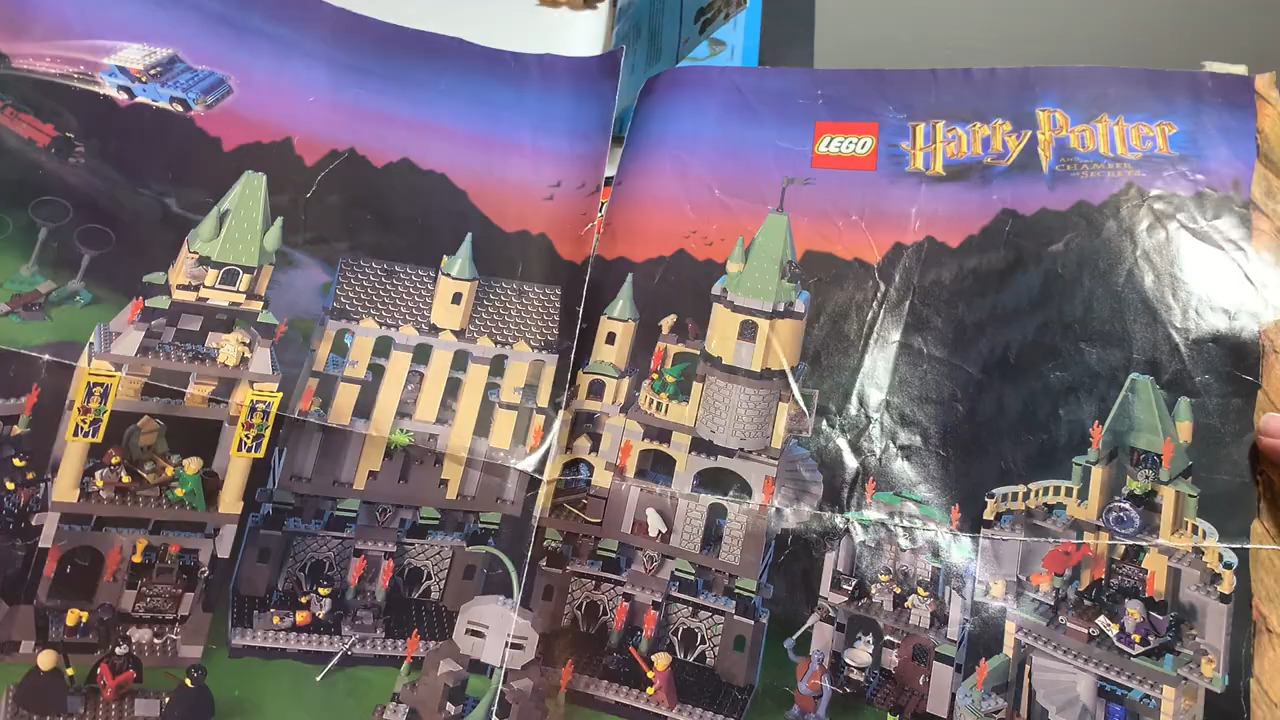 LEGO
Harry Potter
AND THE
CHAMBER
OF
SECRETS